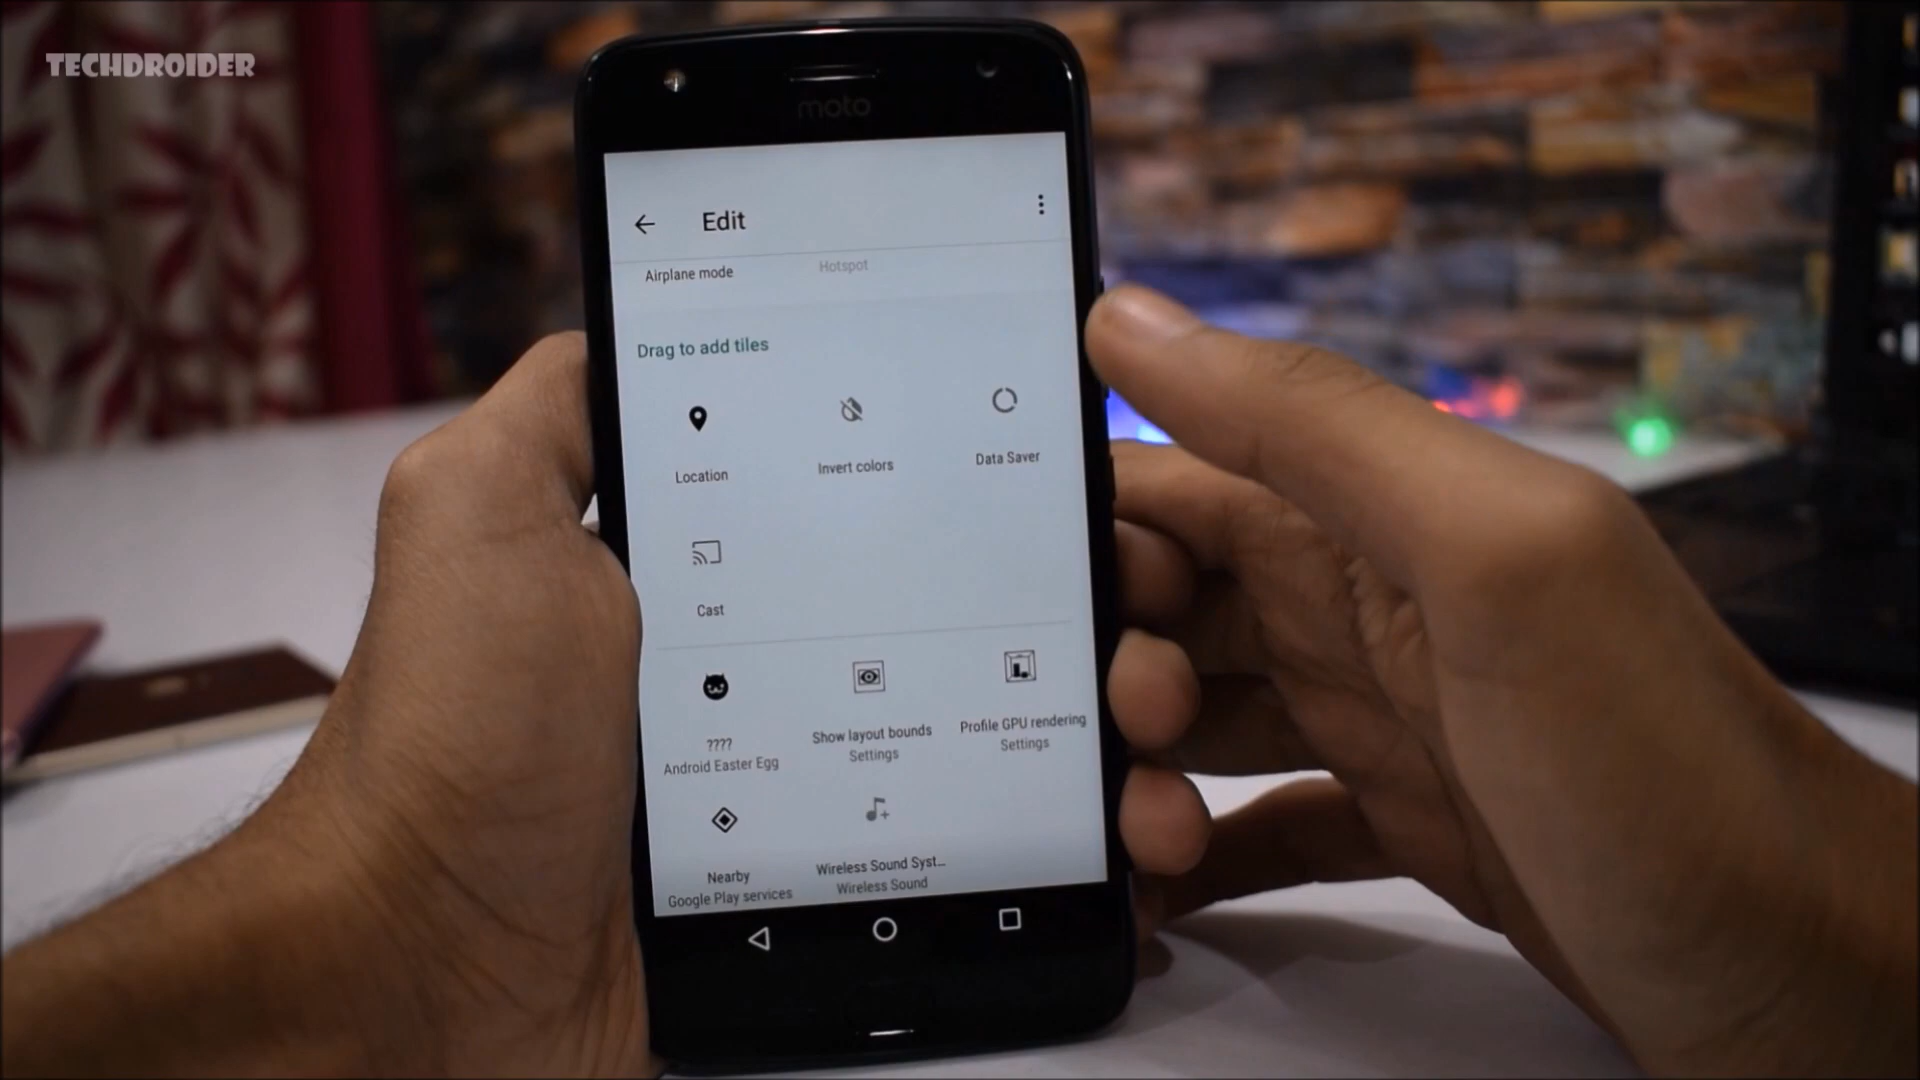 TECHDROIDER
moto
Edit
Airplane mode
Hotspot
Drag to add tiles
Location
Invert colors
Data Saver
Cast
????
Android Easter Egg
Show layout bounds
Settings
Profile GPU rendering
Settings
Nearby
Google Play services
Wireless Sound Syst...
Wireless Sound